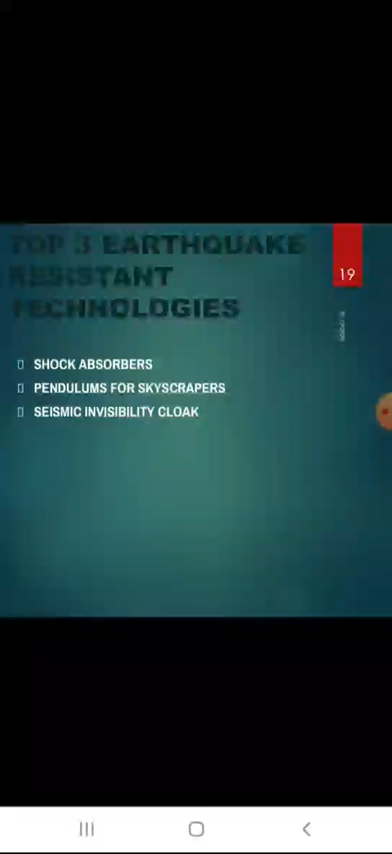 TOP 3 EARTHQUAKE
RESISTANT
TECHNOLOGIES
19
SHOCK ABSORBERS
PENDULUMS FOR SKYSCRAPERS
SEISMIC INVISIBILITY CLOAK